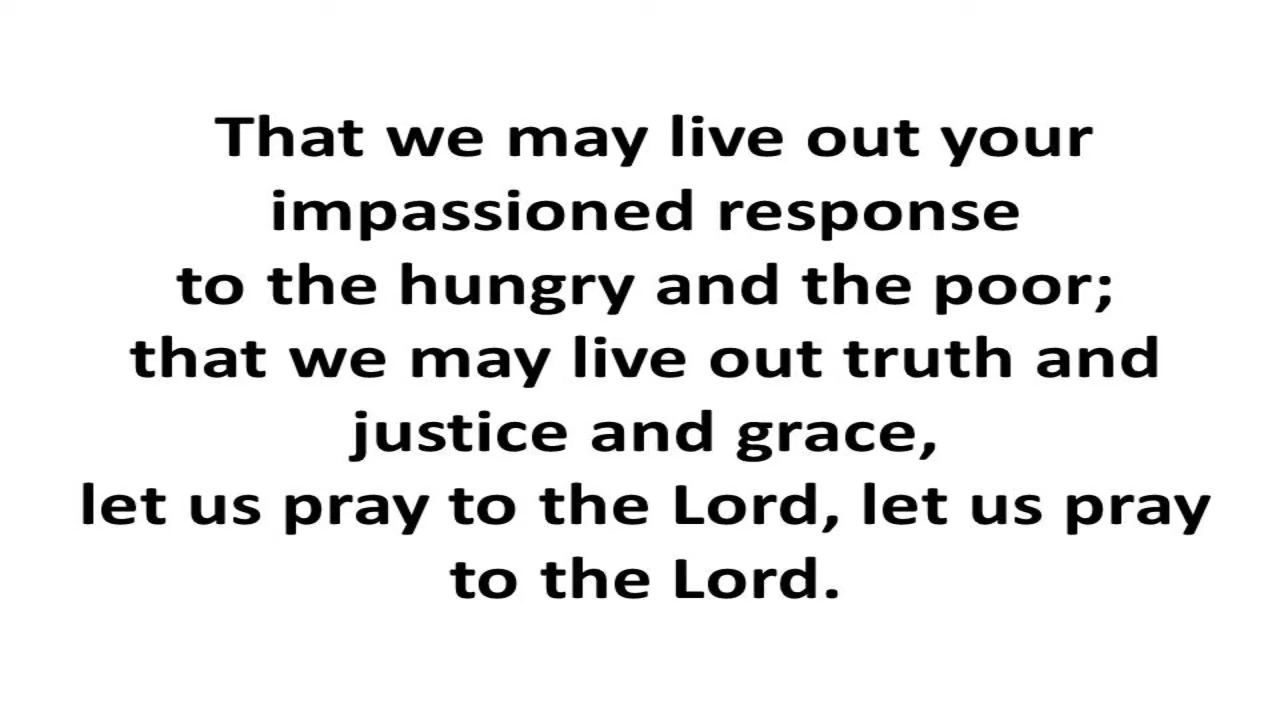 That we may live out your
impassioned response
to the hungry and the poor;
that we may live out truth and
justice and grace,
let us pray to the Lord, let us pray
to the Lord.